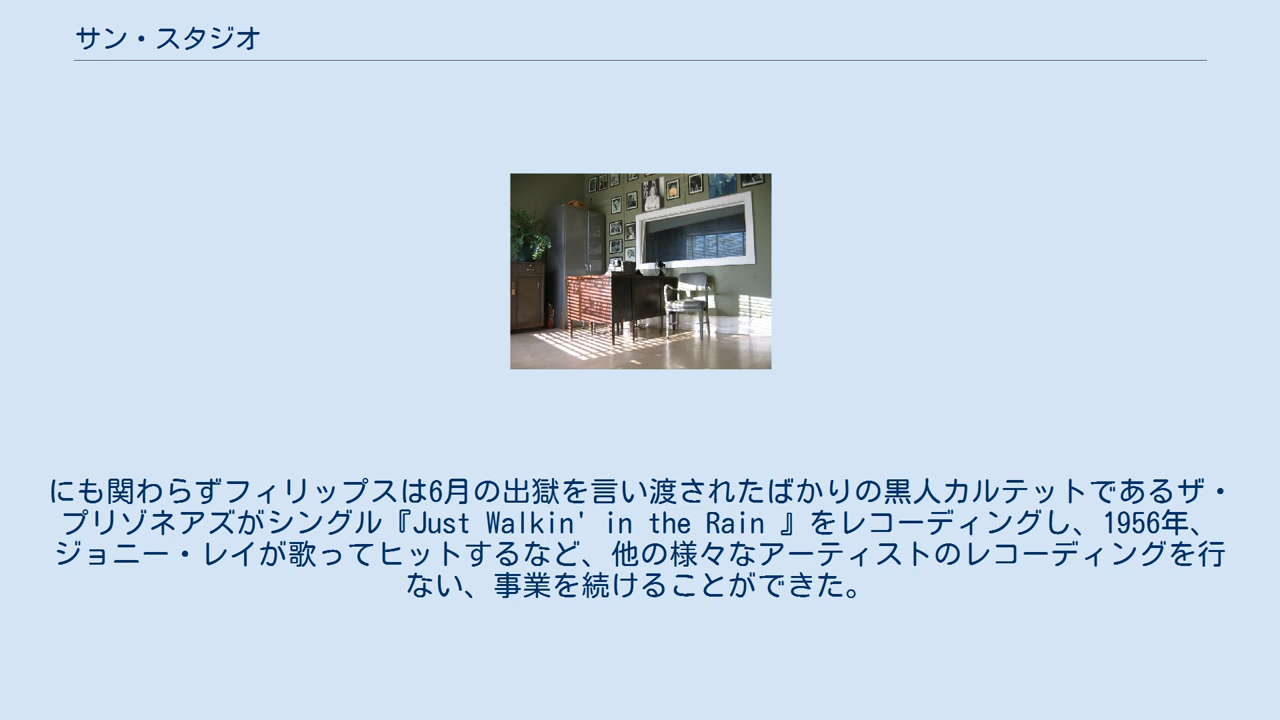 サン・スタジオ
にも関わらずフィリップスは6月の出獄を言い渡されたばかりの黒人カルテットであるザ・
プリゾネアズがシングル『Just Walkin' in the Rain 』をレコーディングし、1956年、
ジョニー・レイが歌ってヒットするなど、他の様々なアーティストのレコーディングを行
ない、事業を続けることができた。